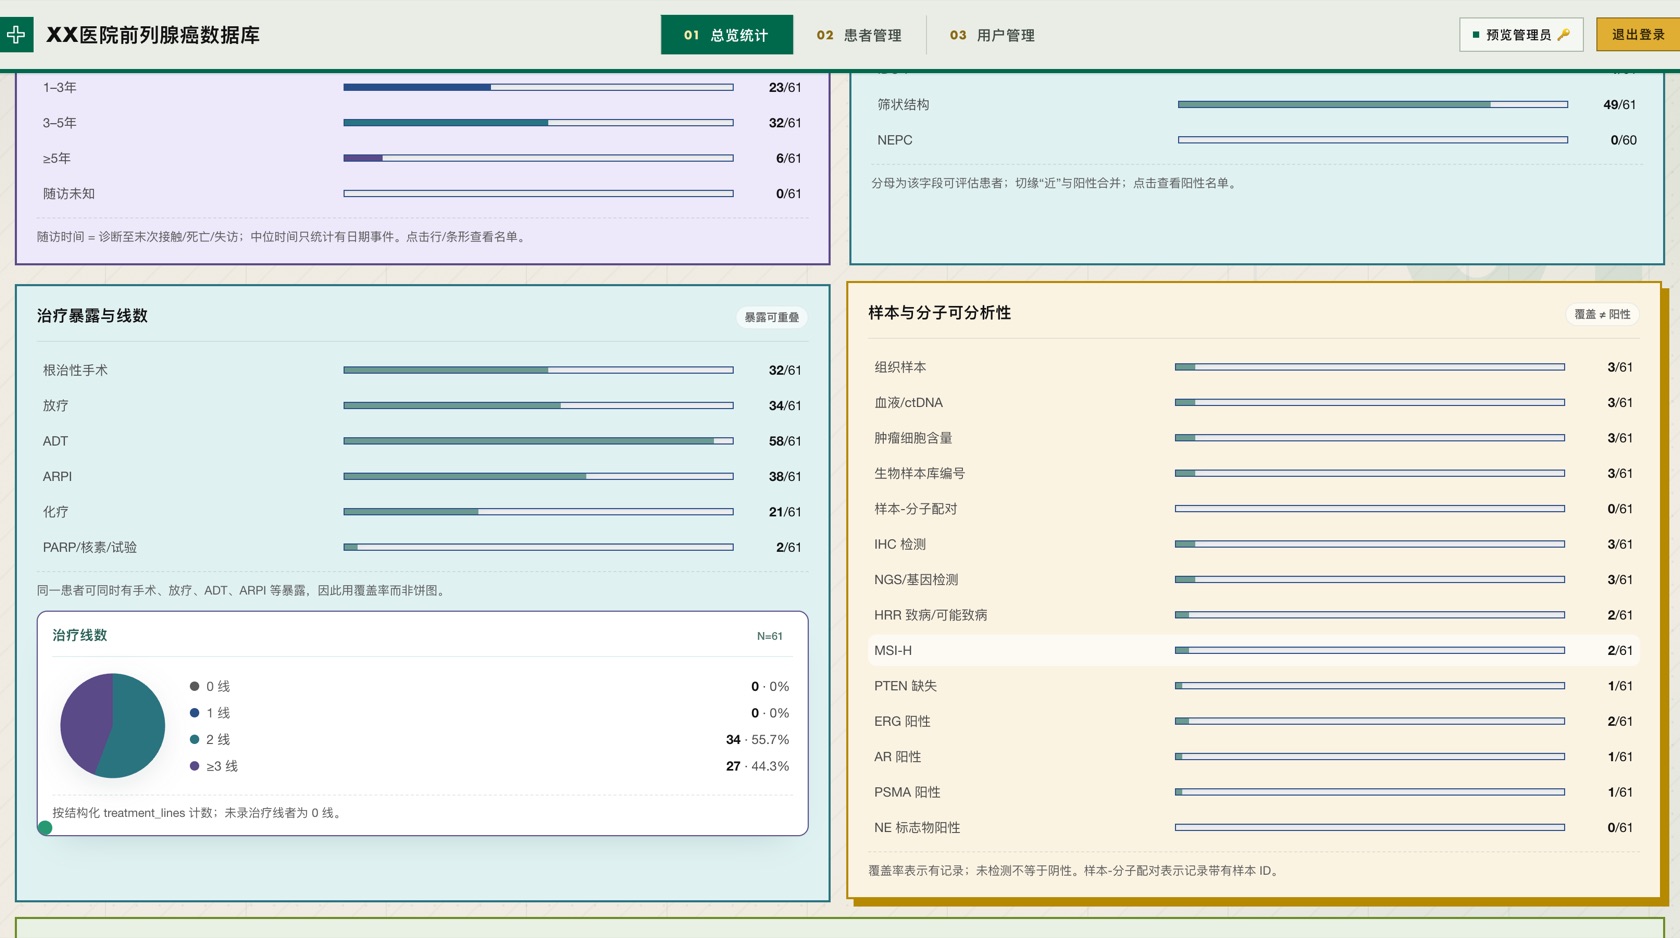 XX医院前列腺癌数据库
01 总览统计
02 患者管理
03 用户管理
预览管理员 🔑
退出登录
1–3年 23/61
3–5年 32/61
≥5年 6/61
随访未知 0/61
随访时间 = 诊断至末次接触/死亡/失访；中位时间只统计有日期事件。点击行/条形查看名单。
筛状结构 49/61
NEPC 0/60
分母为该字段可评估患者；切缘“近”与阳性合并；点击查看阳性名单。
治疗暴露与线数 暴露可重叠
根治性手术 32/61
放疗 34/61
ADT 58/61
ARPI 38/61
化疗 21/61
PARP/核素/试验 2/61
同一患者可同时有手术、放疗、ADT、ARPI 等暴露，因此用覆盖率而非饼图。
治疗线数 N=61
0 线 0 · 0%
1 线 0 · 0%
2 线 34 · 55.7%
≥3 线 27 · 44.3%
按结构化 treatment_lines 计数；未录治疗线者为 0 线。
样本与分子可分析性 覆盖 ≠ 阳性
组织样本 3/61
血液/ctDNA 3/61
肿瘤细胞含量 3/61
生物样本库编号 3/61
样本-分子配对 0/61
IHC 检测 3/61
NGS/基因检测 3/61
HRR 致病/可能致病 2/61
MSI-H 2/61
PTEN 缺失 1/61
ERG 阳性 2/61
AR 阳性 1/61
PSMA 阳性 1/61
NE 标志物阳性 0/61
覆盖率表示有记录；未检测不等于阴性。样本-分子配对表示记录带有样本 ID。